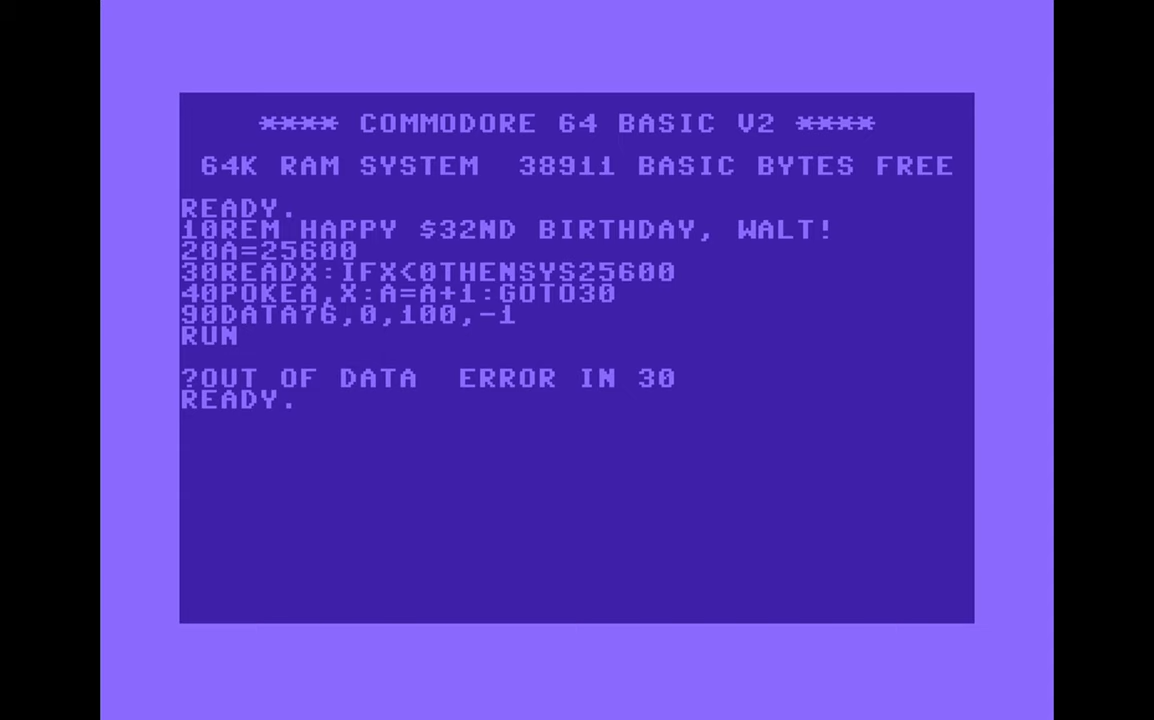 **** COMMODORE 64 BASIC V2 ****
64K RAM SYSTEM  38911 BASIC BYTES FREE
READY.
10REM HAPPY $32ND BIRTHDAY, WALT!
20A=25600
30READX:IFX<0THENSYS25600
40POKEA,X:A=A+1:GOTO30
90DATA76,0,100,-1
RUN
?OUT OF DATA  ERROR IN 30
READY.